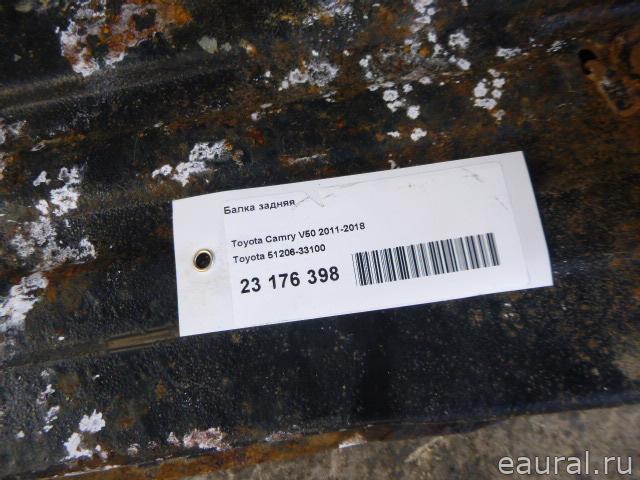 Балка задняя
Toyota Camry V50 2011-2018
Toyota 51206-33100
23 176 398
eaural.ru